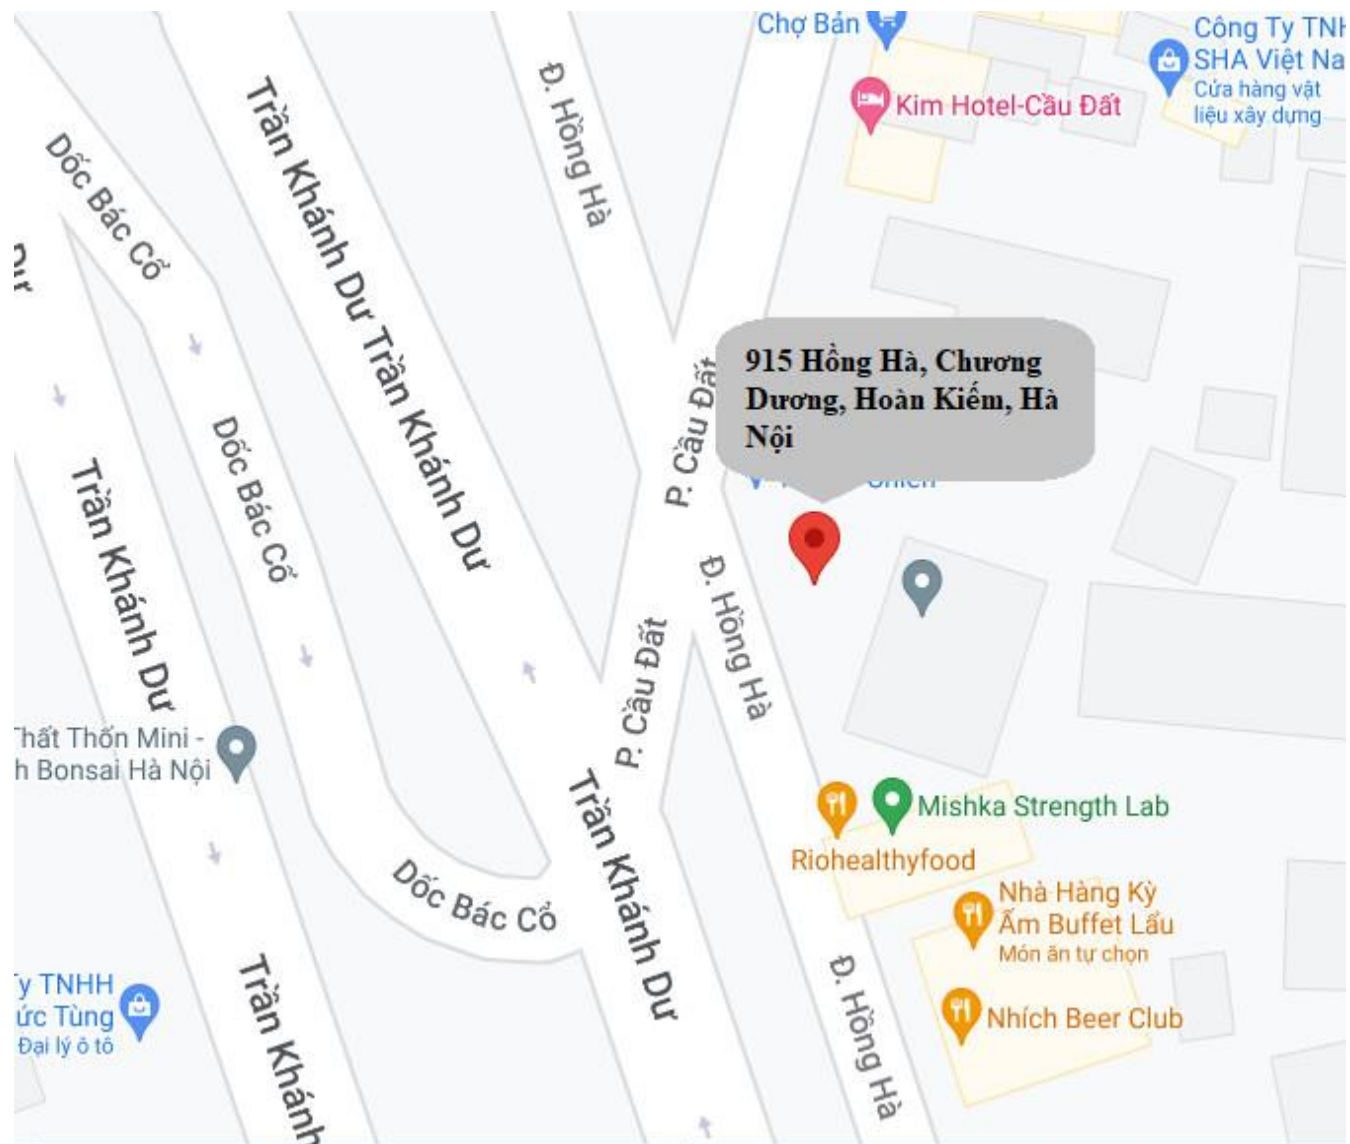 Chợ Bản
Công Ty TNH
SHA Việt Na
Cửa hàng vật
liệu xây dựng
Kim Hotel-Cầu Đất
Đ. Hồng Hà
Trần Khánh Dư
Trần Khánh Dư
Dốc Bác Cổ
Dư
915 Hồng Hà, Chương
Dương, Hoàn Kiếm, Hà
Nội
P. Cầu Đất
Dốc Bác Cổ
Trần Khánh Dư
Đ. Hồng Hà
P. Cầu Đất
Thất Thốn Mini -
h Bonsai Hà Nội
Trần Khánh Dư
Mishka Strength Lab
Riohealthyfood
Dốc Bác Cổ
Nhà Hàng Kỳ
Ấm Buffet Lẩu
Món ăn tự chọn
Trần Khánh
Đ. Hồng Hà
Ty TNHH
ức Tùng
Đại lý ô tô
Nhích Beer Club